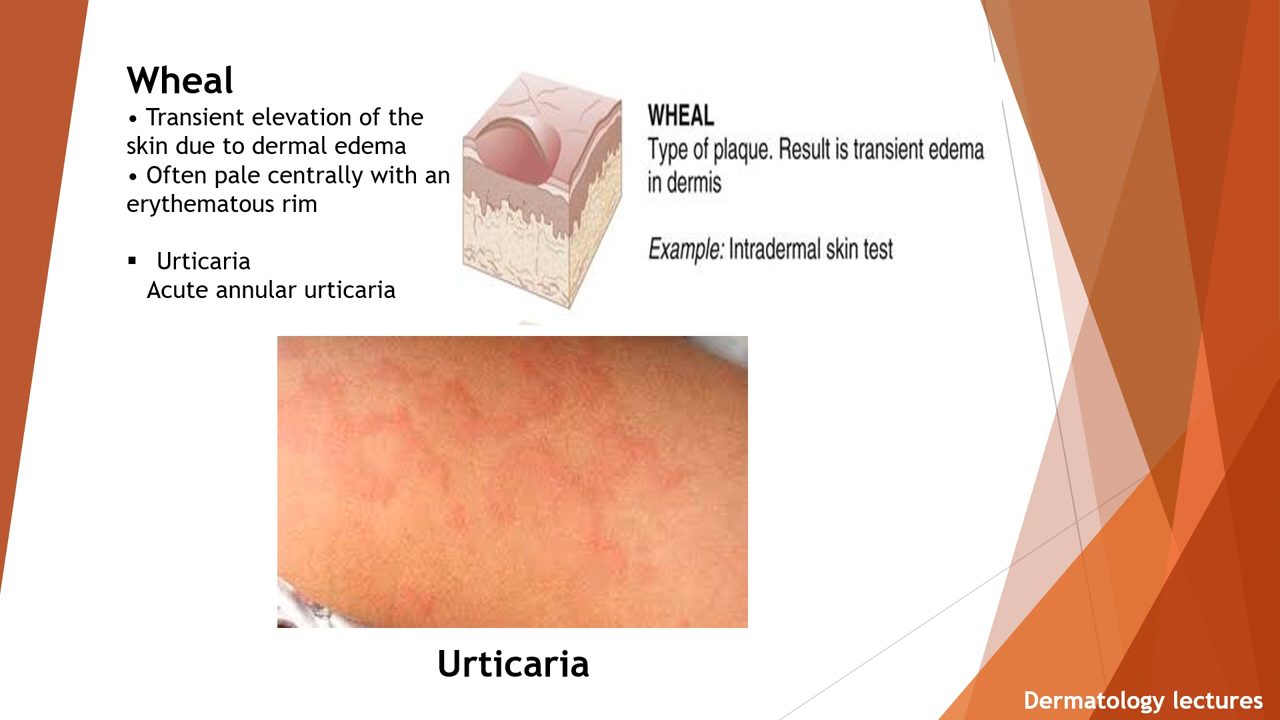 Wheal
• Transient elevation of the
skin due to dermal edema
• Often pale centrally with an
erythematous rim
▪ Urticaria
Acute annular urticaria
WHEAL
Type of plaque. Result is transient edema
in dermis
Example: Intradermal skin test
Urticaria
Dermatology lectures